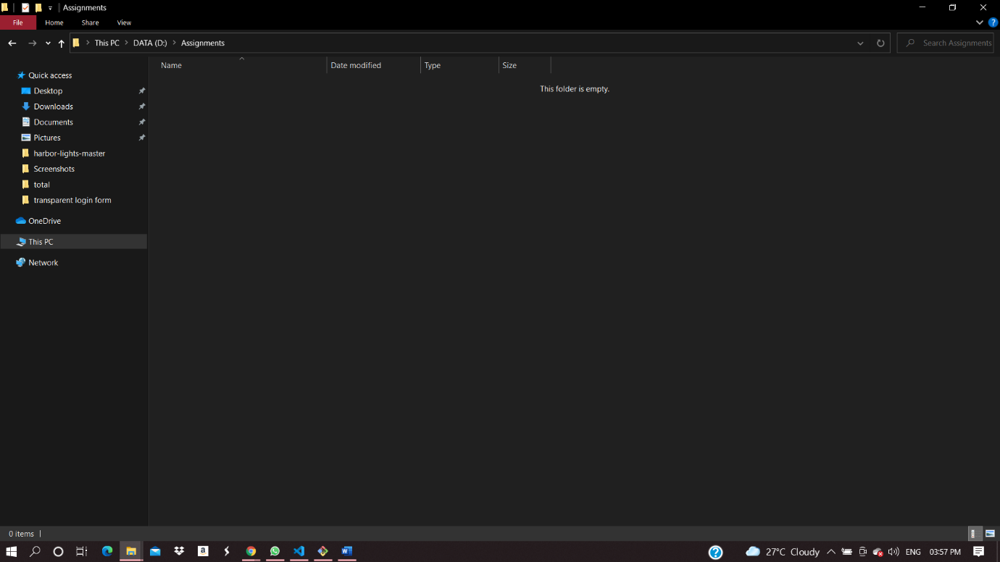 Assignments
File Home Share View
This PC DATA (D:) Assignments Search Assignments
Name Date modified Type Size
This folder is empty.
Quick access
Desktop
Downloads
Documents
Pictures
harbor-lights-master
Screenshots
total
transparent login form
OneDrive
This PC
Network
0 items
27°C Cloudy ENG 03:57 PM